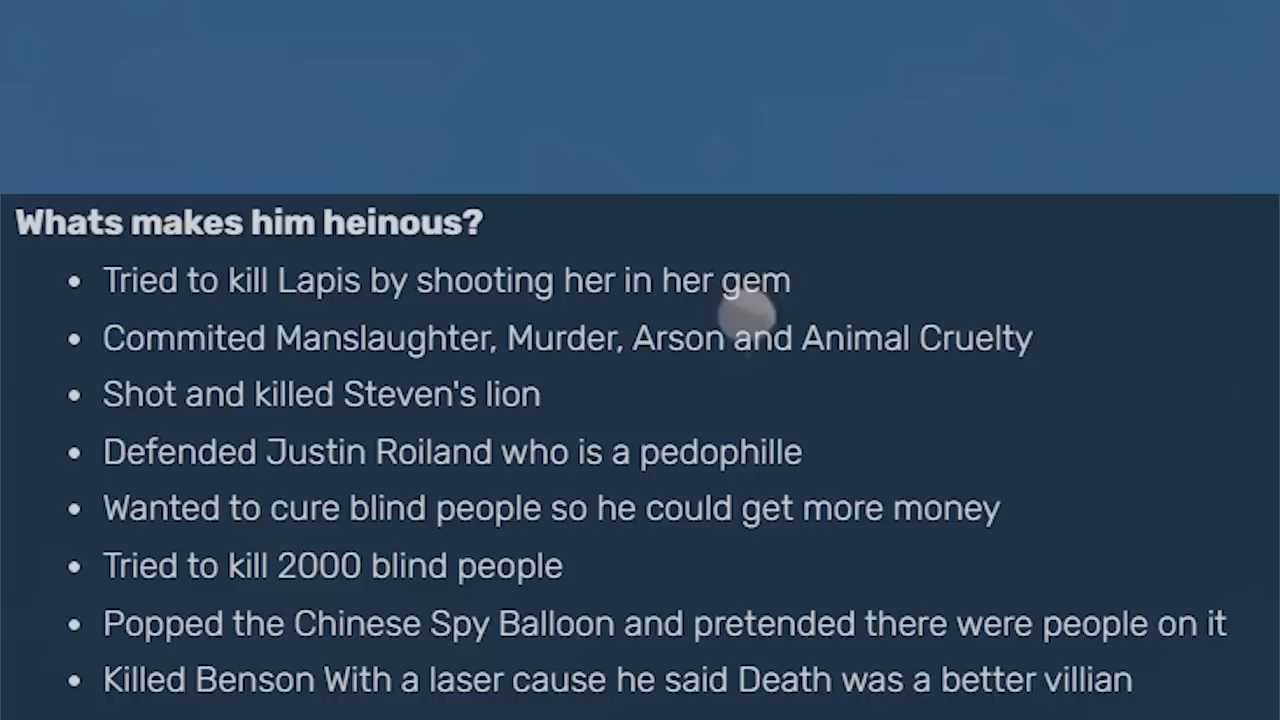 Whats makes him heinous?
• Tried to kill Lapis by shooting her in her gem
• Commited Manslaughter, Murder, Arson and Animal Cruelty
• Shot and killed Steven's lion
• Defended Justin Roiland who is a pedophille
• Wanted to cure blind people so he could get more money
• Tried to kill 2000 blind people
• Popped the Chinese Spy Balloon and pretended there were people on it
• Killed Benson With a laser cause he said Death was a better villian